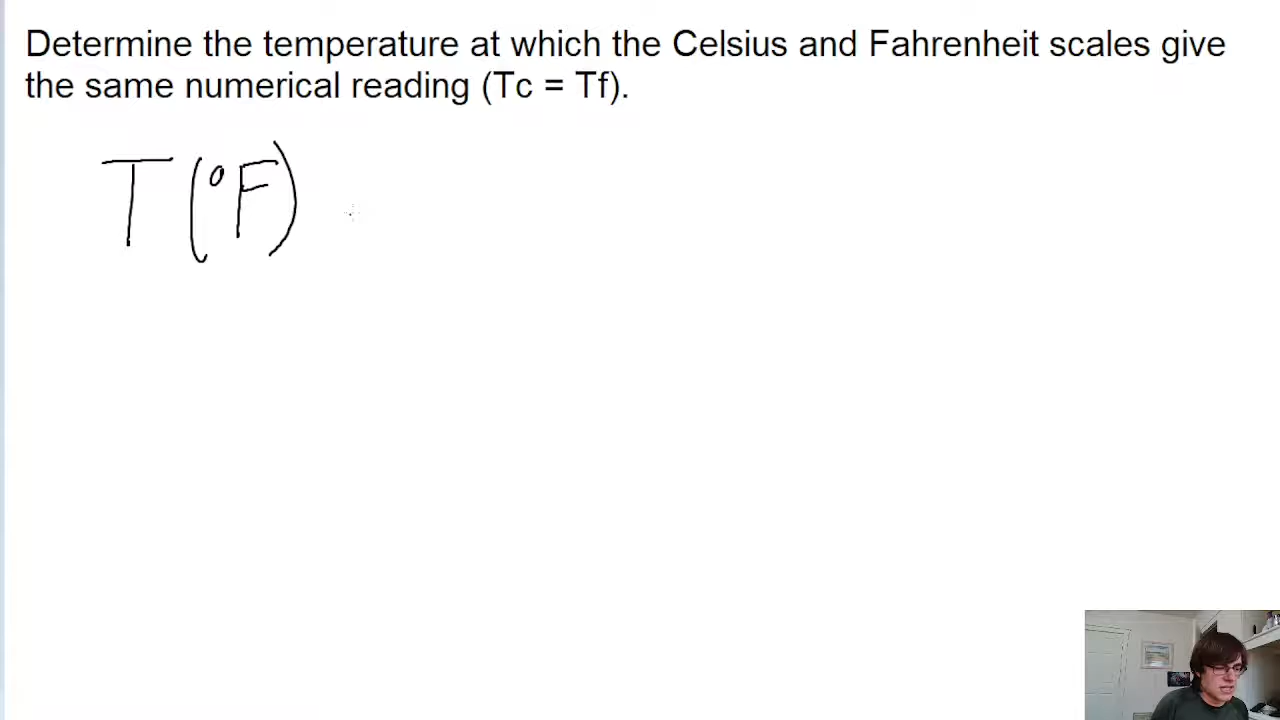 Determine the temperature at which the Celsius and Fahrenheit scales give
the same numerical reading (Tc = Tf).
T (°F)